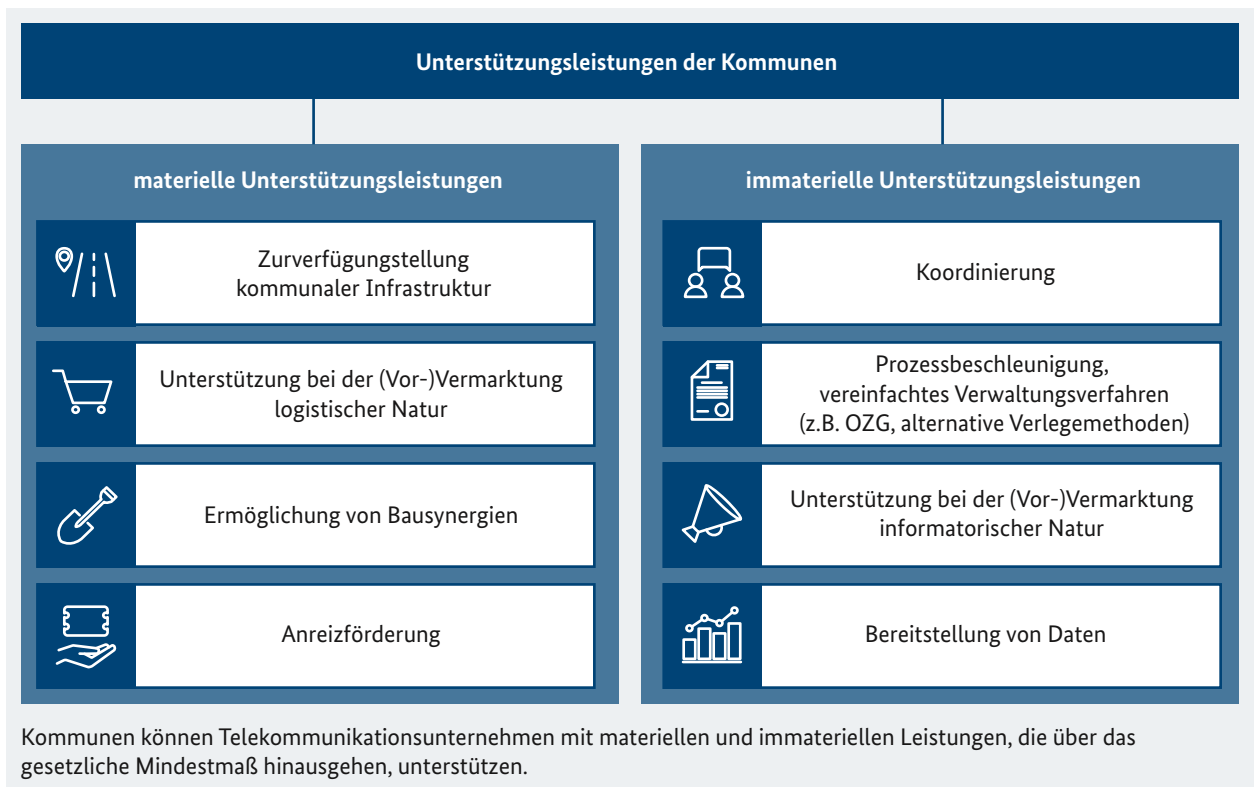 Unterstützungsleistungen der Kommunen
materielle Unterstützungsleistungen
Zurverfügungstellung
kommunaler Infrastruktur
Unterstützung bei der (Vor-)Vermarktung
logistischer Natur
Ermöglichung von Bausynergien
Anreizförderung
immaterielle Unterstützungsleistungen
Koordinierung
Prozessbeschleunigung,
vereinfachtes Verwaltungsverfahren
(z.B. OZG, alternative Verlegemethoden)
Unterstützung bei der (Vor-)Vermarktung
informatorischer Natur
Bereitstellung von Daten
Kommunen können Telekommunikationsunternehmen mit materiellen und immateriellen Leistungen, die über das
gesetzliche Mindestmaß hinausgehen, unterstützen.